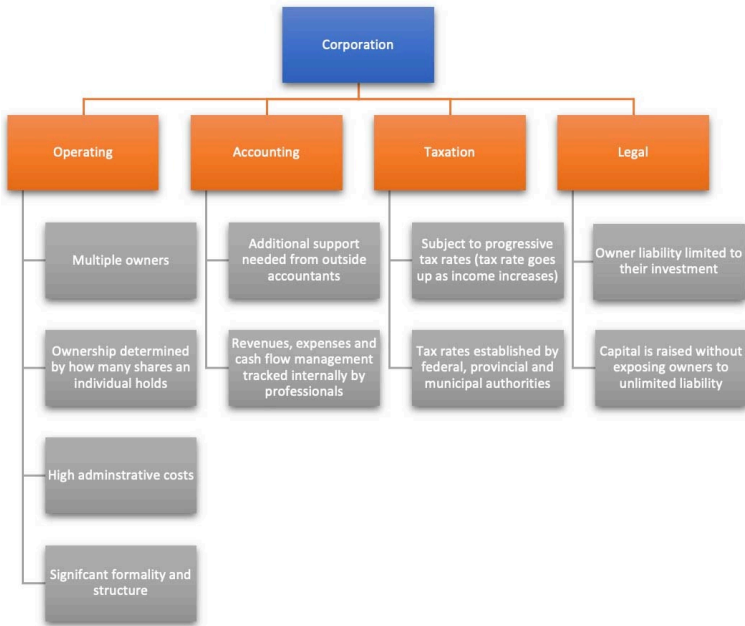 Corporation
Operating
Accounting
Taxation
Legal
Multiple owners
Additional support
needed from outside
accountants
Subject to progressive
tax rates (tax rate goes
up as income increases)
Owner liability limited to
their investment
Ownership determined
by how many shares an
individual holds
Revenues, expenses and
cash flow management
tracked internally by
professionals
Tax rates established by
federal, provincial and
municipal authorities
Capital is raised without
exposing owners to
unlimited liability
High adminstrative costs
Signifcant formality and
structure